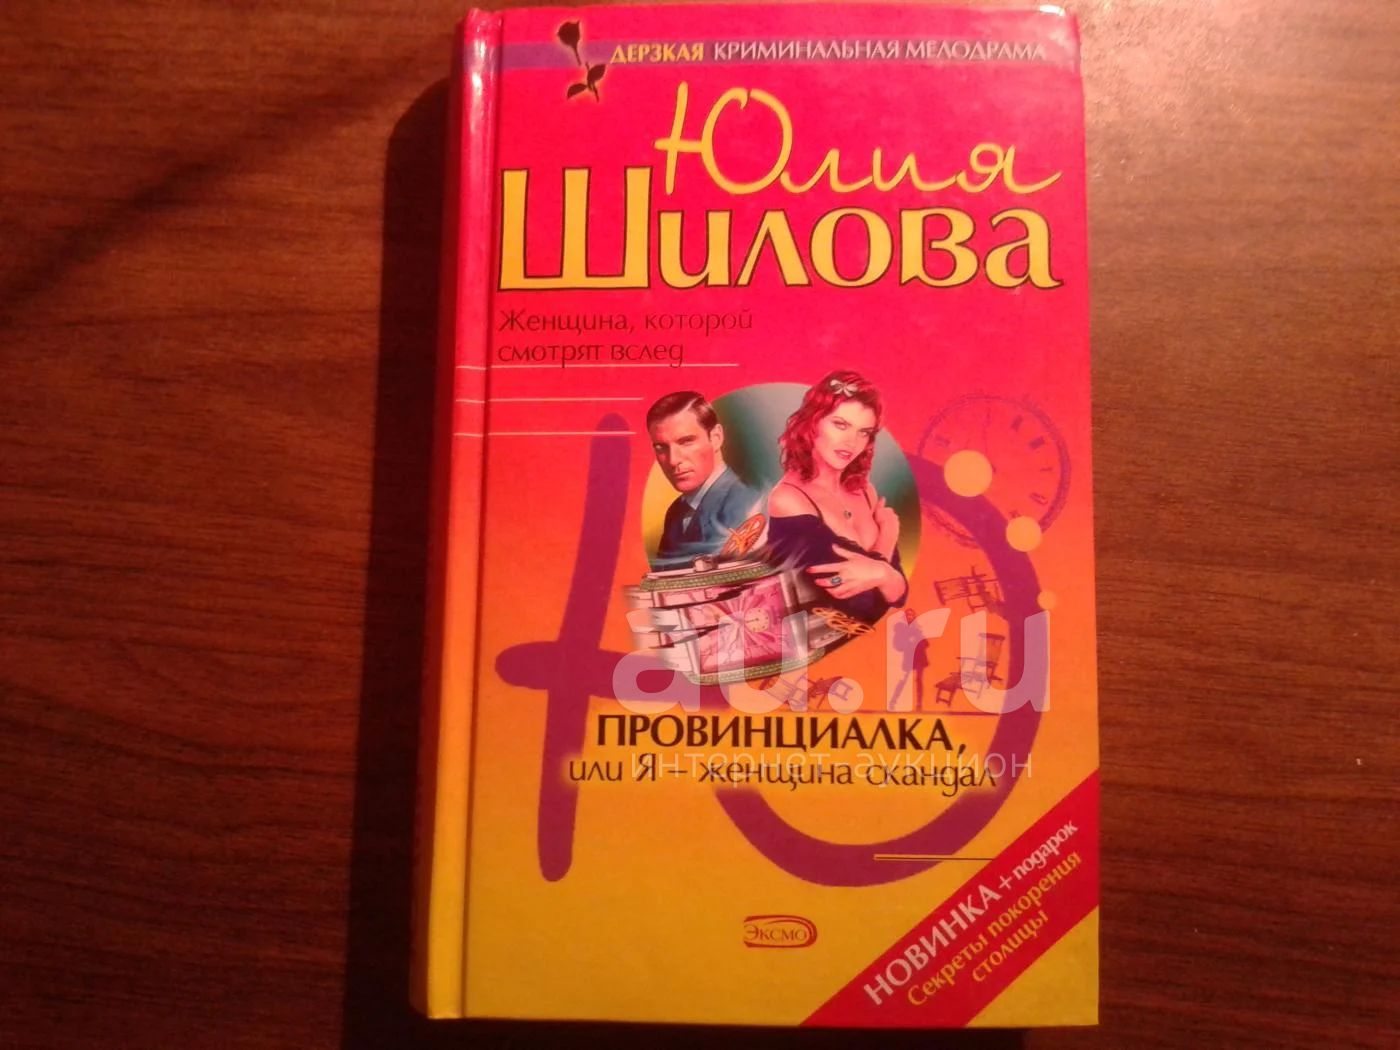 ДЕРЗКАЯ КРИМИНАЛЬНАЯ МЕЛОДРАМА
Юлия
Шилова
Женщина, которой
смотрят вслед
au.ru
ПРОВИНЦИАЛКА,
интернет-аукцион
или Я – женщина скандал
НОВИНКА + подарок
Секреты покорения
столицы
ЭКСМО